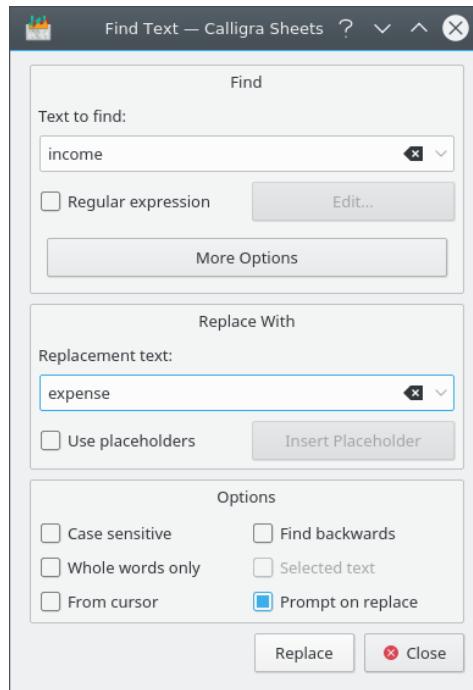 Find Text — Calligra Sheets ?
Find
Text to find:
income
Regular expression
Edit...
More Options
Replace With
Replacement text:
expense
Use placeholders
Insert Placeholder
Options
Case sensitive
Find backwards
Whole words only
Selected text
From cursor
Prompt on replace
Replace
Close